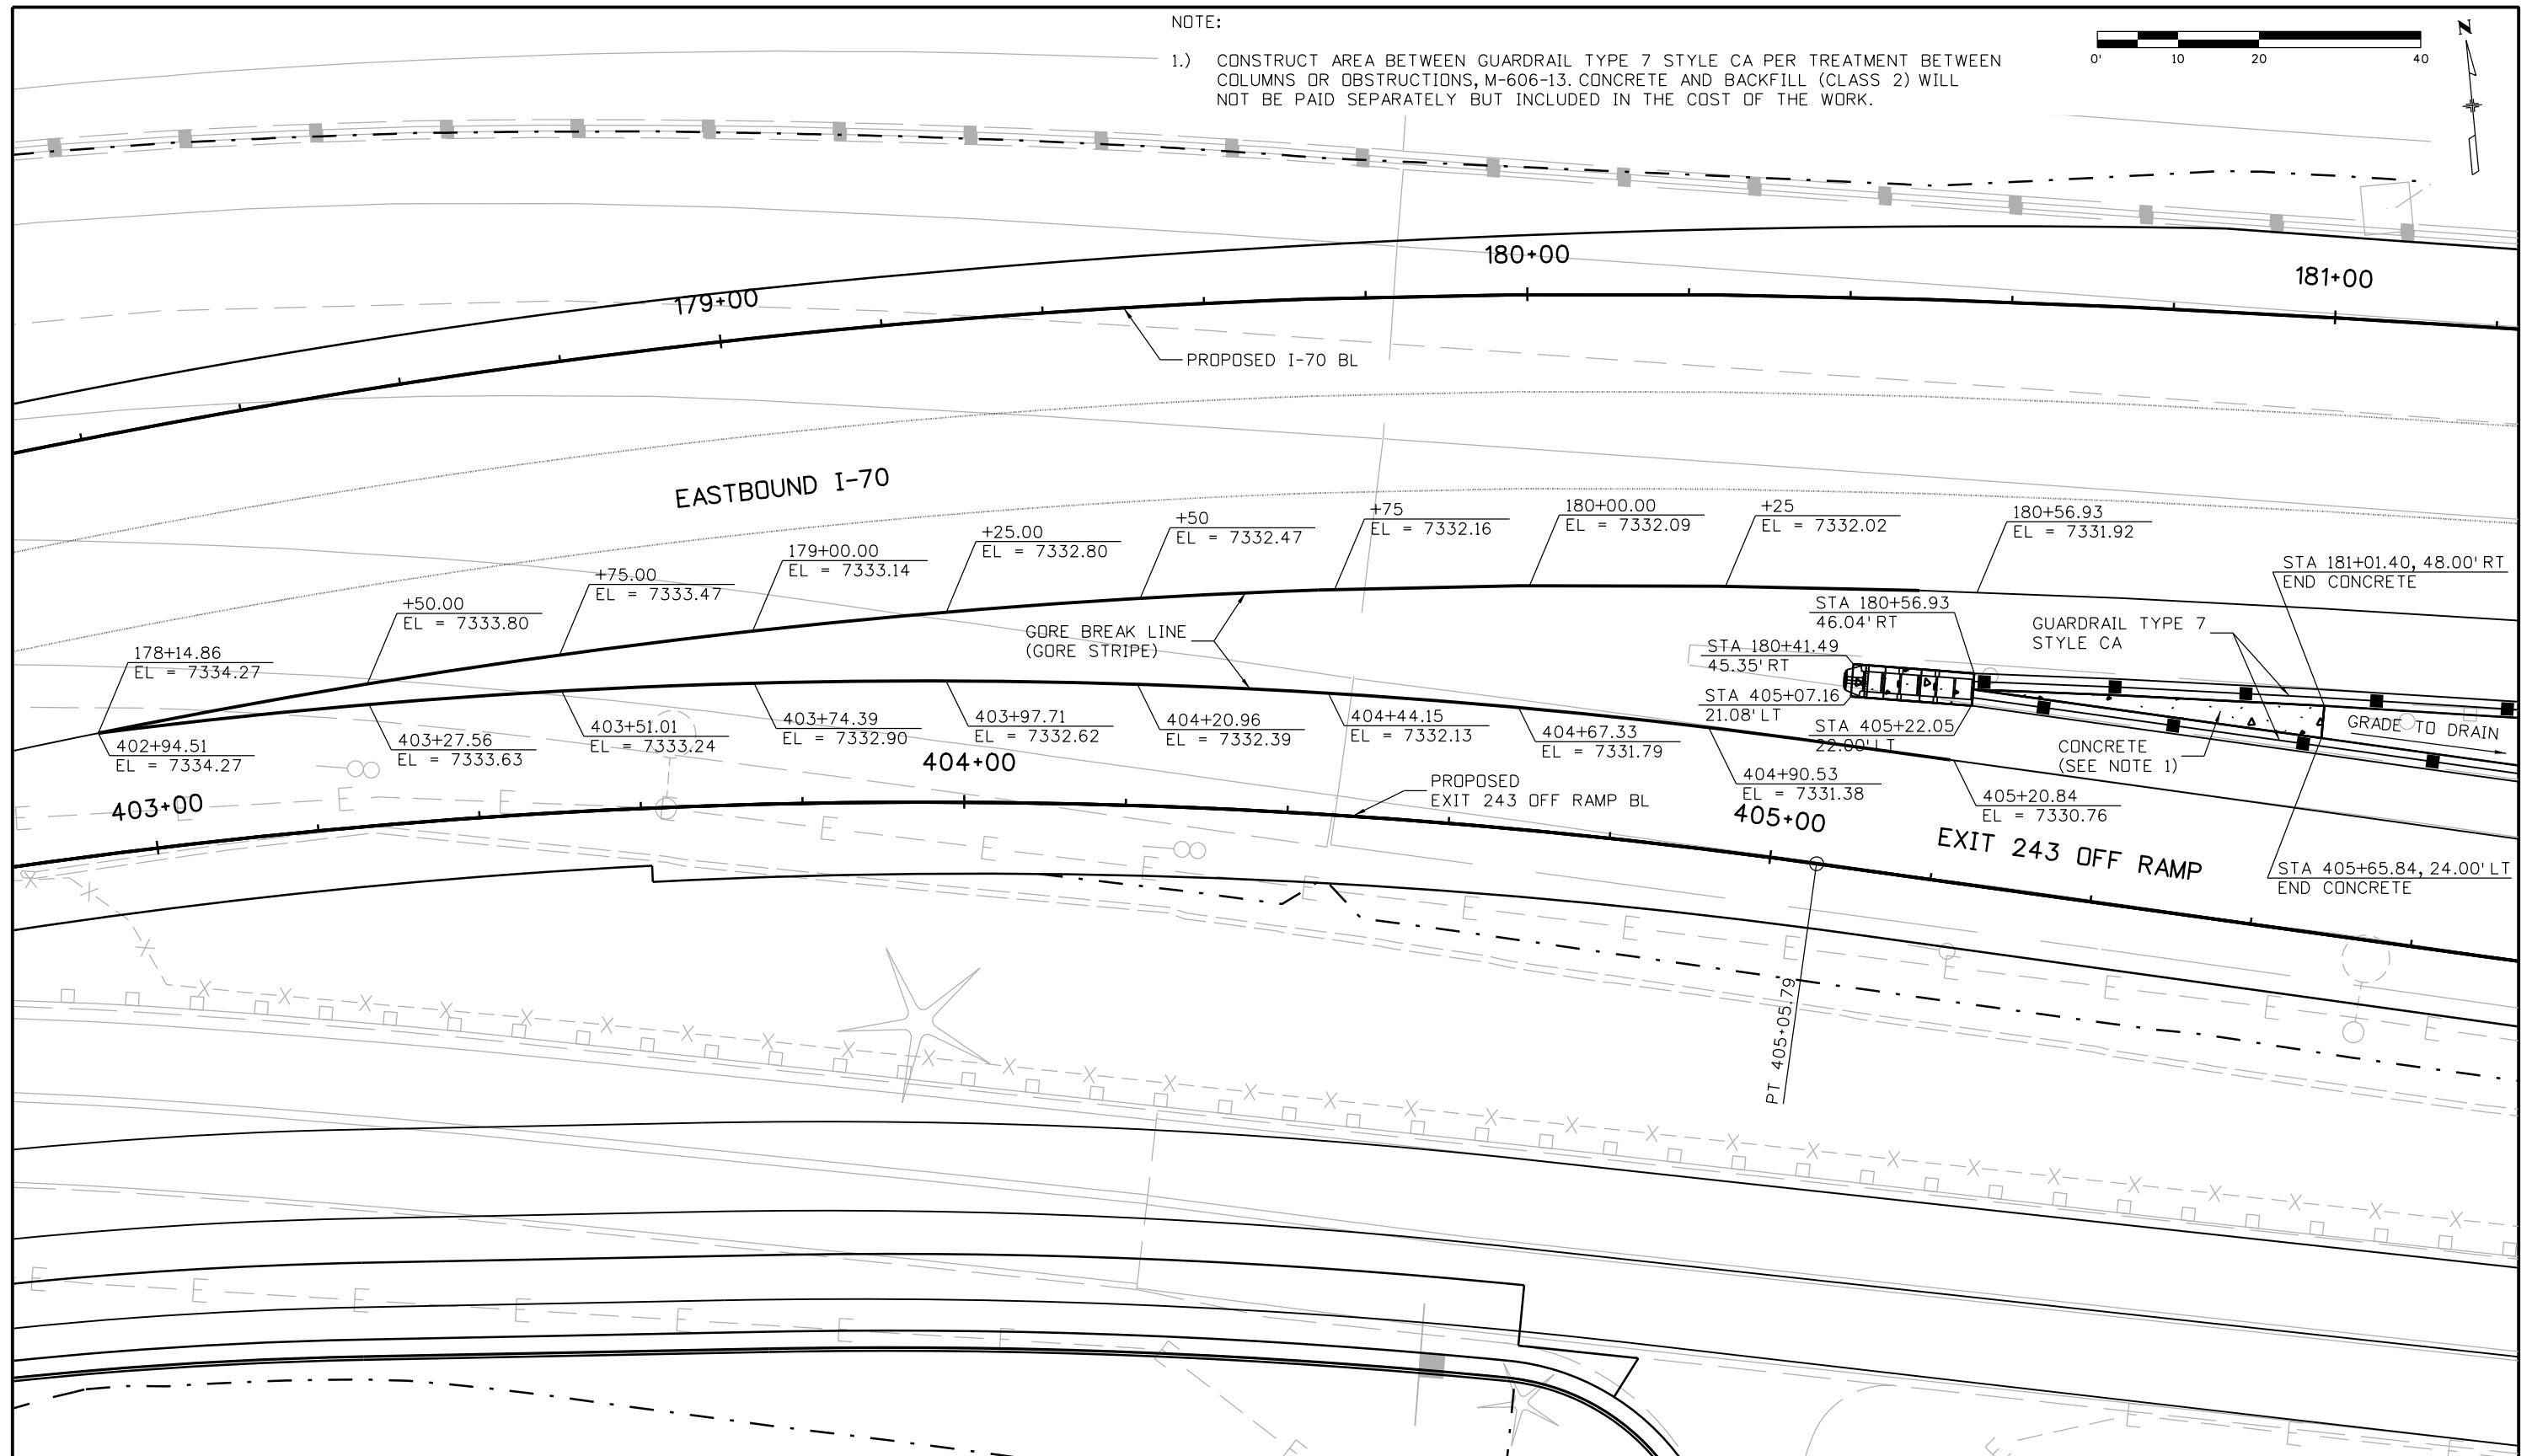 NOTE:
1.) CONSTRUCT AREA BETWEEN GUARDRAIL TYPE 7 STYLE CA PER TREATMENT BETWEEN
COLUMNS OR OBSTRUCTIONS, M-606-13. CONCRETE AND BACKFILL (CLASS 2) WILL
NOT BE PAID SEPARATELY BUT INCLUDED IN THE COST OF THE WORK.
0' 10 20 40
N
179+00
180+00
181+00
PROPOSED I-70 BL
EASTBOUND I-70
178+14.86
EL = 7334.27
+50.00
EL = 7333.80
+75.00
EL = 7333.47
179+00.00
EL = 7333.14
+25.00
EL = 7332.80
+50
EL = 7332.47
+75
EL = 7332.16
180+00.00
EL = 7332.09
+25
EL = 7332.02
180+56.93
EL = 7331.92
STA 181+01.40, 48.00' RT
END CONCRETE
GORE BREAK LINE
(GORE STRIPE)
STA 180+56.93
46.04' RT
STA 180+41.49
45.35' RT
STA 405+07.16
21.08' LT
STA 405+22.05
22.00' LT
GUARDRAIL TYPE 7
STYLE CA
GRADE TO DRAIN
CONCRETE
(SEE NOTE 1)
402+94.51
EL = 7334.27
403+27.56
EL = 7333.63
403+51.01
EL = 7333.24
403+74.39
EL = 7332.90
403+97.71
EL = 7332.62
404+20.96
EL = 7332.39
404+44.15
EL = 7332.13
404+67.33
EL = 7331.79
404+90.53
EL = 7331.38
405+20.84
EL = 7330.76
403+00
404+00
405+00
PROPOSED
EXIT 243 OFF RAMP BL
EXIT 243 OFF RAMP
STA 405+65.84, 24.00' LT
END CONCRETE
PT 405+05.79